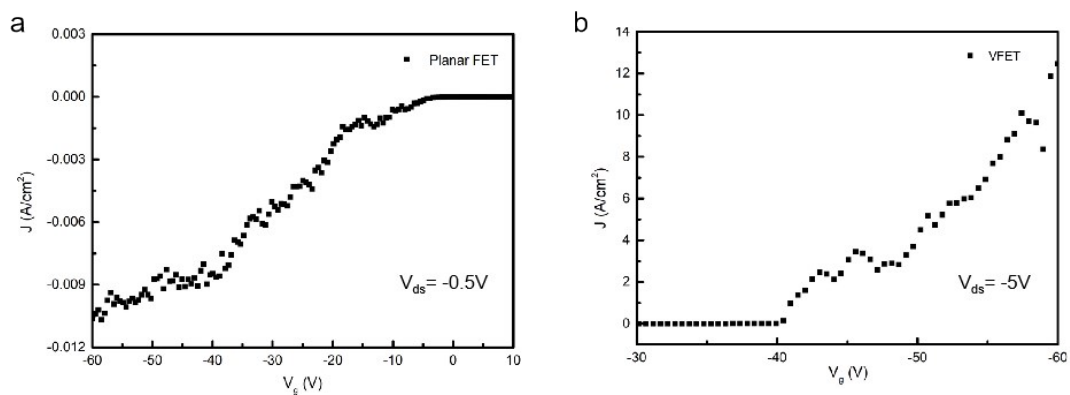 a
0.003
0.000
-0.003
-0.006
-0.009
-0.012
J (A/cm²)
Planar FET
V_ds= -0.5V
-60 -50 -40 -30 -20 -10 0 10
V_g (V)
b
14
12
10
8
6
4
2
0
J (A/cm²)
VFET
V_ds= -5V
-30 -40 -50 -60
V_g (V)